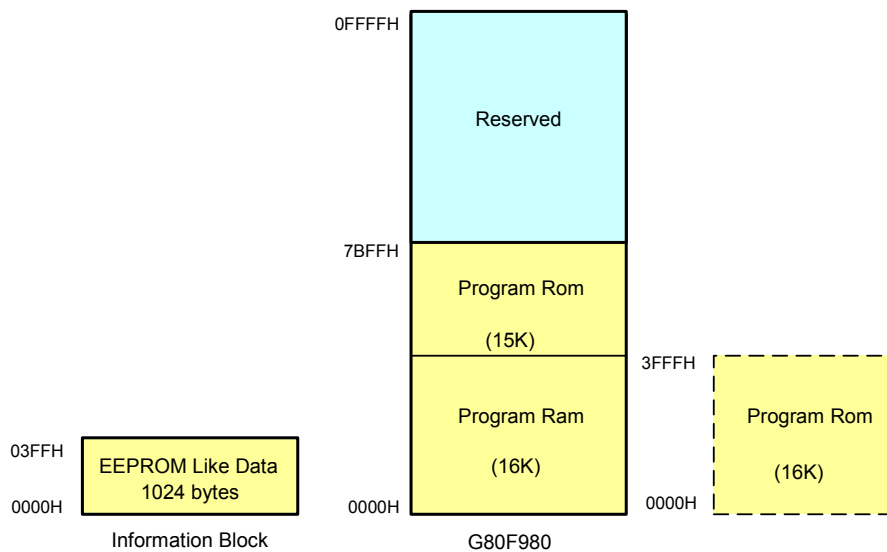 0FFFFH
Reserved
7BFFH
Program Rom
(15K)
3FFFH
Program Ram
Program Rom
03FFH
EEPROM Like Data
(16K)
(16K)
1024 bytes
0000H
0000H
0000H
Information Block
G80F980